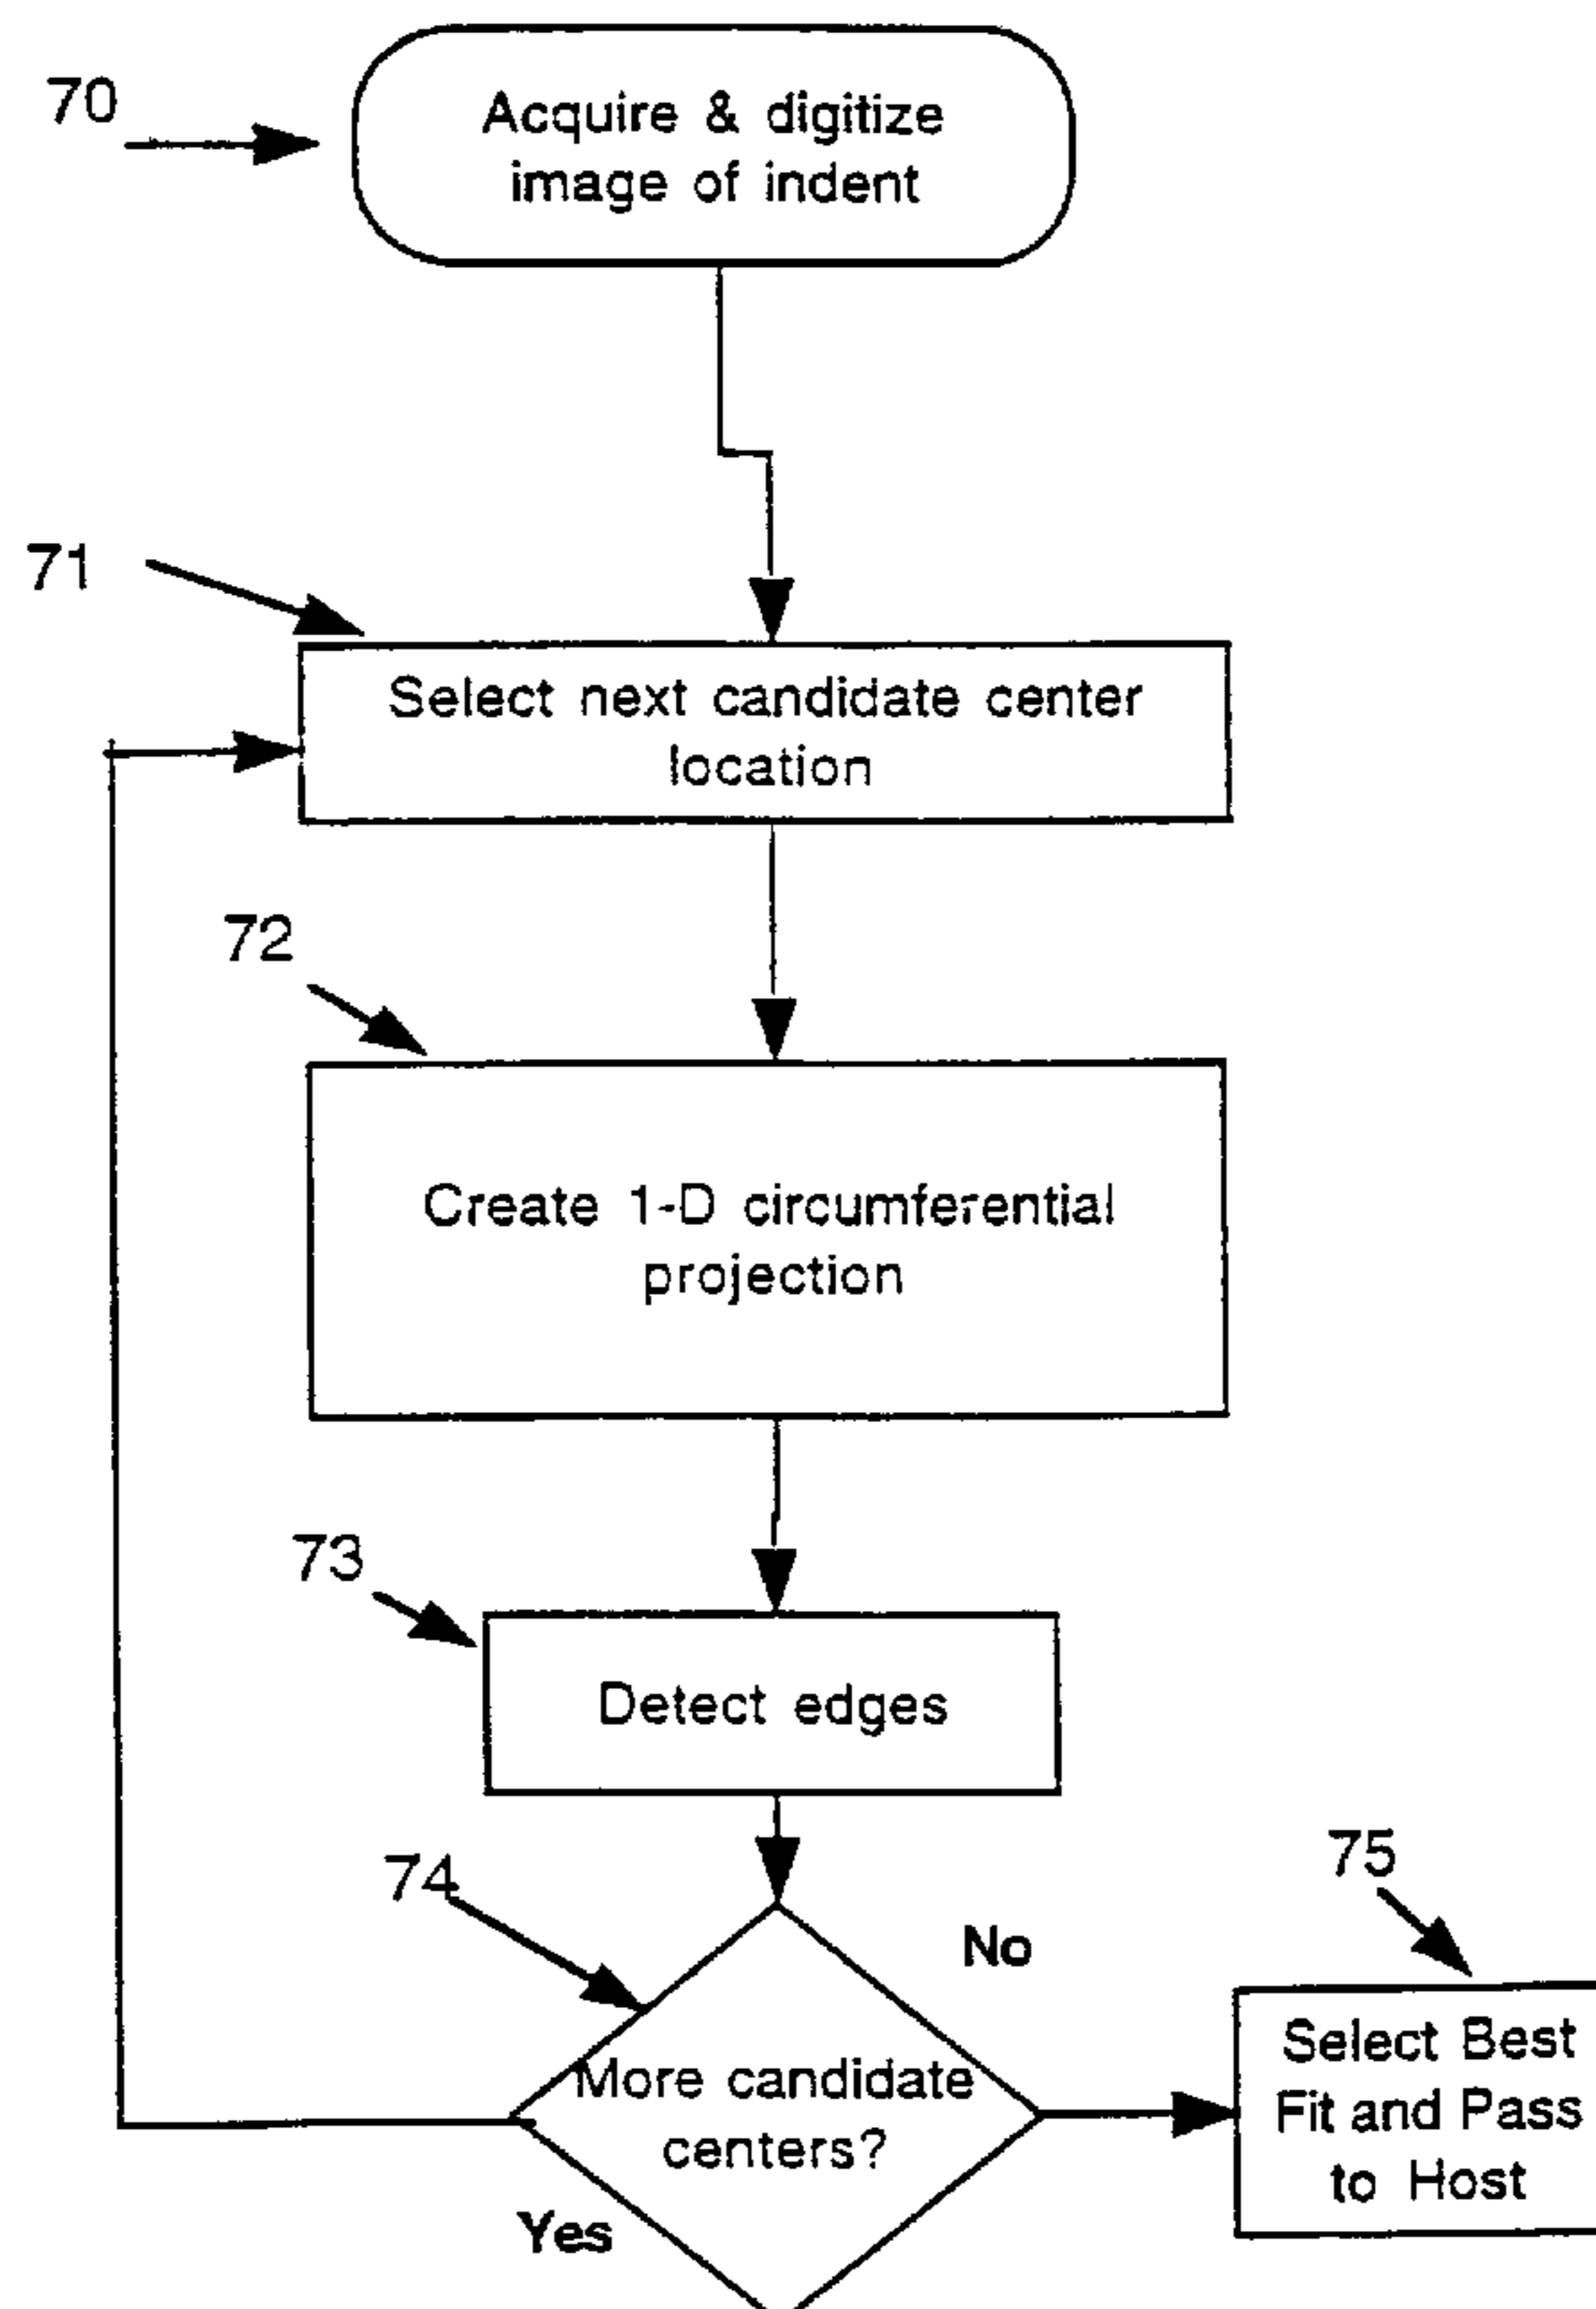 70
Acquire & digitize
image of indent
71
Select next candidate center
location
72
Create 1-D circumferential
projection
73
Detect edges
74
More candidate
centers?
No
Yes
75
Select Best
Fit and Pass
to Host